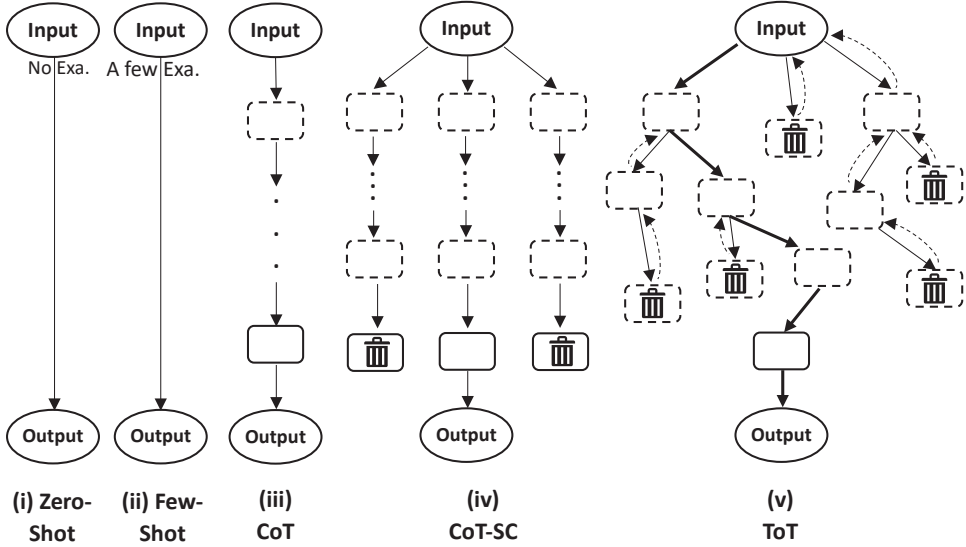 Input
Input
Input
Input
Input
No Exa.
A few Exa.
Output
Output
Output
Output
Output
(i) Zero-
Shot
(ii) Few-
Shot
(iii)
CoT
(iv)
CoT-SC
(v)
ToT